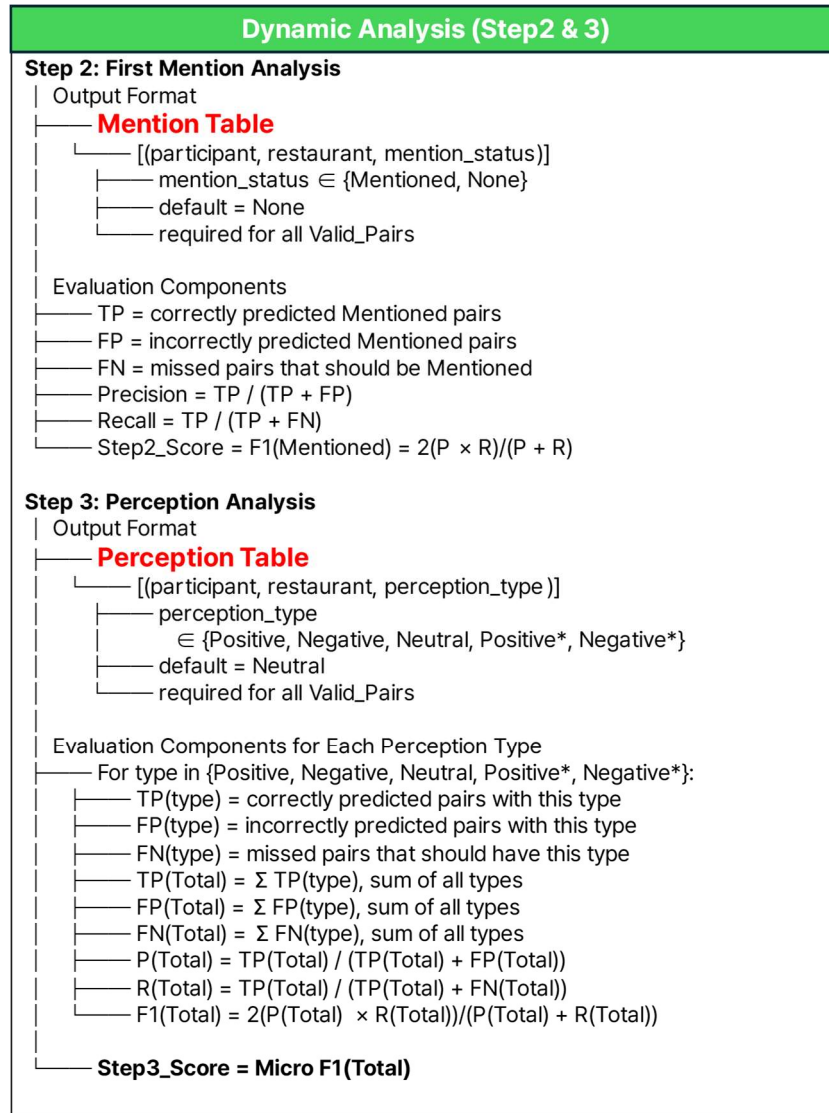 Dynamic Analysis (Step2 & 3)
Step 2: First Mention Analysis
Output Format
Mention Table
[(participant, restaurant, mention_status)]
mention_status ∈ {Mentioned, None}
default = None
required for all Valid_Pairs
Evaluation Components
TP = correctly predicted Mentioned pairs
FP = incorrectly predicted Mentioned pairs
FN = missed pairs that should be Mentioned
Precision = TP / (TP + FP)
Recall = TP / (TP + FN)
Step2_Score = F1(Mentioned) = 2(P × R)/(P + R)
Step 3: Perception Analysis
Output Format
Perception Table
[(participant, restaurant, perception_type)]
perception_type
∈ {Positive, Negative, Neutral, Positive*, Negative*}
default = Neutral
required for all Valid_Pairs
Evaluation Components for Each Perception Type
For type in {Positive, Negative, Neutral, Positive*, Negative*}:
TP(type) = correctly predicted pairs with this type
FP(type) = incorrectly predicted pairs with this type
FN(type) = missed pairs that should have this type
TP(Total) = Σ TP(type), sum of all types
FP(Total) = Σ FP(type), sum of all types
FN(Total) = Σ FN(type), sum of all types
P(Total) = TP(Total) / (TP(Total) + FP(Total))
R(Total) = TP(Total) / (TP(Total) + FN(Total))
F1(Total) = 2(P(Total) × R(Total))/(P(Total) + R(Total))
Step3_Score = Micro F1(Total)